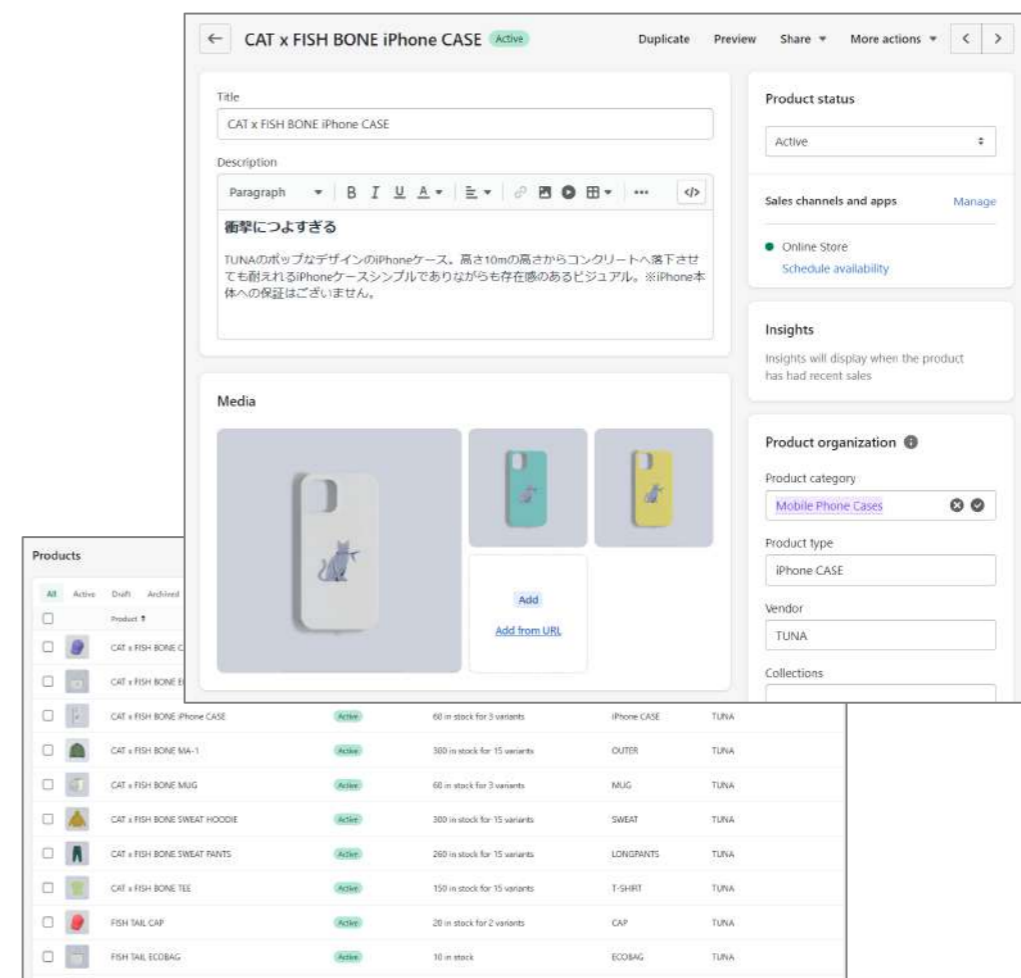 CAT x FISH BONE iPhone CASE Active Duplicate Preview Share More actions
Title
CAT x FISH BONE iPhone CASE
Description
Paragraph B I U A ... </>
衝撃につよすぎる
TUNAのポップなデザインのiPhoneケース。高さ10mの高さからコンクリートへ落下させ
ても耐えれるiPhoneケースシンプルでありながらも存在感のあるビジュアル。※iPhone本
体への保証はございません。
Media
Add
Add from URL
Product status
Active
Sales channels and apps Manage
Online Store
Schedule availability
Insights
Insights will display when the product
has had recent sales
Product organization
Product category
Mobile Phone Cases
Product type
iPhone CASE
Vendor
TUNA
Collections
Products
All Active Draft Archived
Product
CAT x FISH BONE C
CAT x FISH BONE E
CAT x FISH BONE iPhone CASE Active 60 in stock for 3 variants iPhone CASE TUNA
CAT x FISH BONE MA-1 Active 300 in stock for 15 variants OUTER TUNA
CAT x FISH BONE MUG Active 60 in stock for 3 variants MUG TUNA
CAT x FISH BONE SWEAT HOODIE Active 300 in stock for 15 variants SWEAT TUNA
CAT x FISH BONE SWEAT PANTS Active 260 in stock for 15 variants LONGPANTS TUNA
CAT x FISH BONE TEE Active 150 in stock for 15 variants T-SHIRT TUNA
FISH TAIL CAP Active 20 in stock for 2 variants CAP TUNA
FISH TAIL ECOBAG Active 10 in stock ECOBAG TUNA